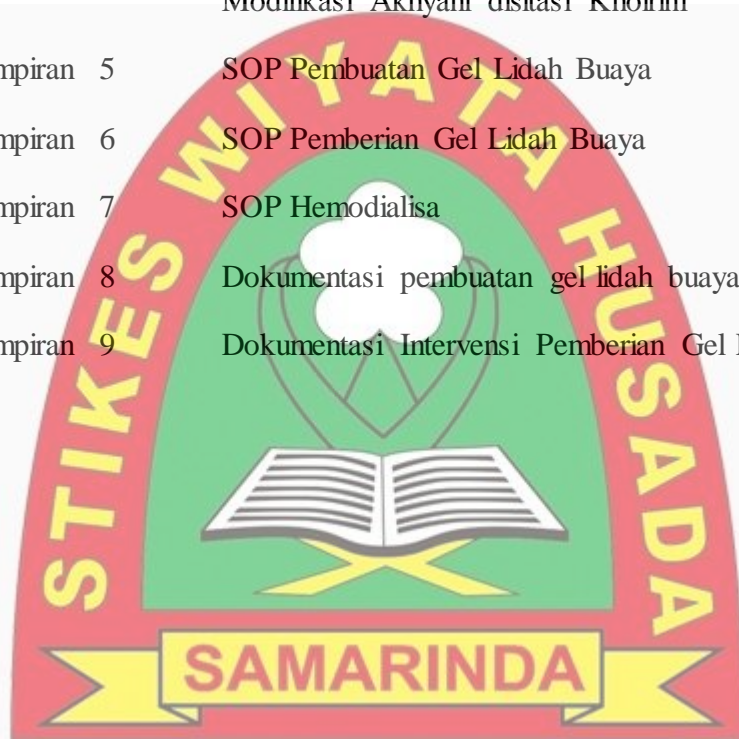 Modifikasi Akhyani disitasi Khoirim
mpiran 5 SOP Pembuatan Gel Lidah Buaya
mpiran 6 SOP Pemberian Gel Lidah Buaya
mpiran 7 SOP Hemodialisa
mpiran 8 Dokumentasi pembuatan gel lidah buaya
mpiran 9 Dokumentasi Intervensi Pemberian Gel
STIKES WIYATA HUSADA
SAMARINDA